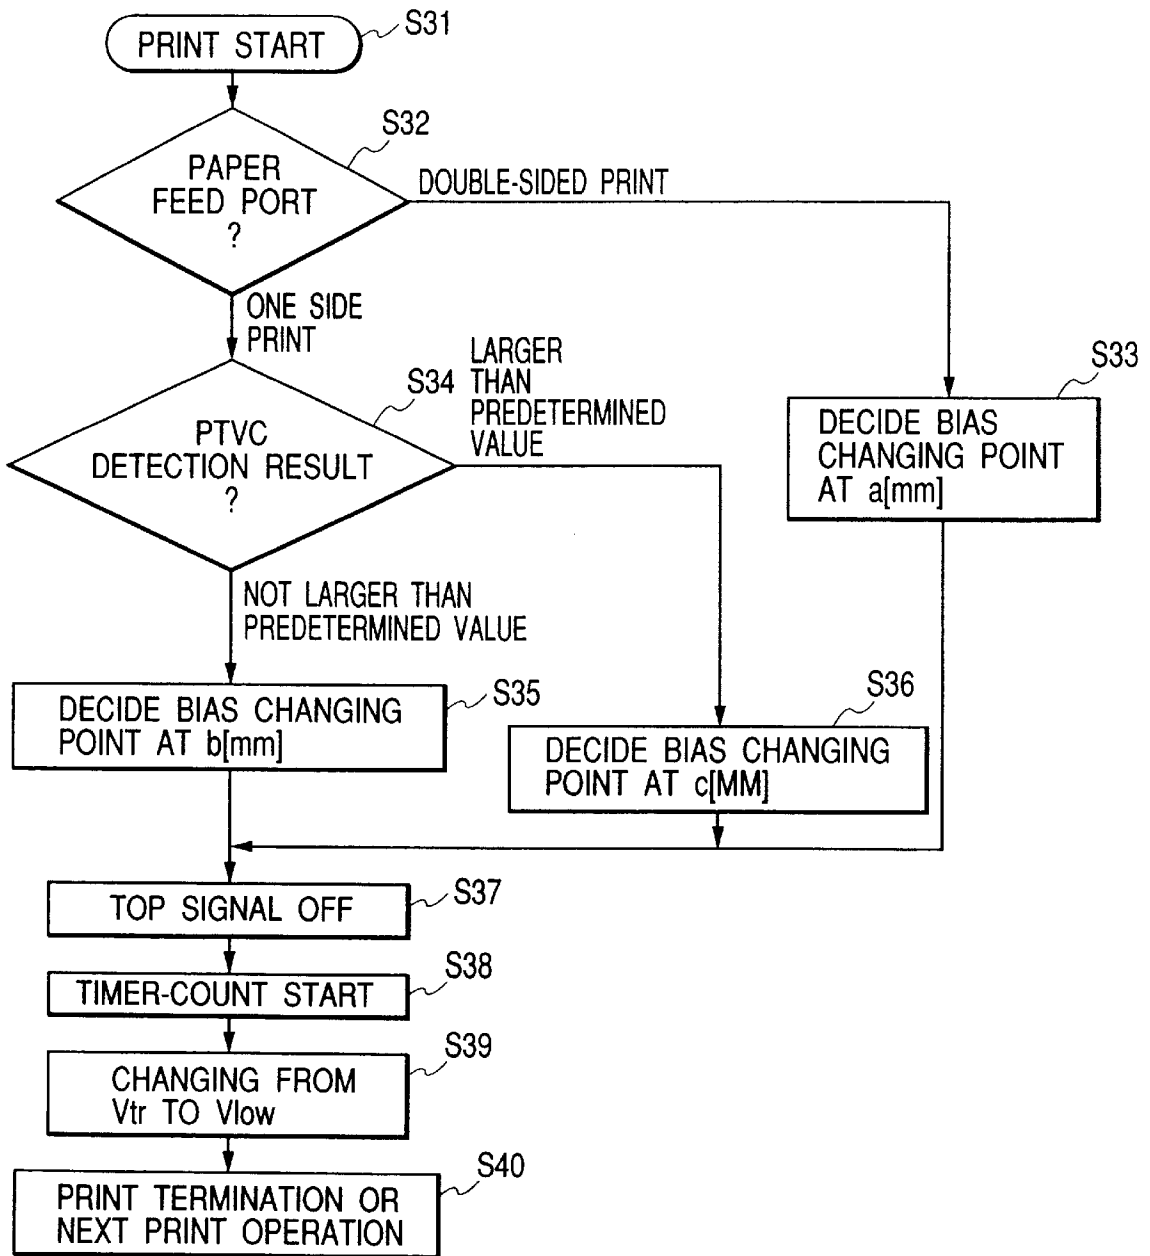 PRINT START
S31
PAPER
FEED PORT
?
S32
DOUBLE-SIDED PRINT
ONE SIDE
PRINT
S33
DECIDE BIAS
CHANGING POINT
AT a[mm]
PTVC
DETECTION RESULT
?
S34
LARGER
THAN
PREDETERMINED
VALUE
NOT LARGER THAN
PREDETERMINED VALUE
S35
DECIDE BIAS CHANGING
POINT AT b[mm]
S36
DECIDE BIAS CHANGING
POINT AT c[MM]
TOP SIGNAL OFF
S37
TIMER-COUNT START
S38
CHANGING FROM
Vtr TO Vlow
S39
PRINT TERMINATION OR
NEXT PRINT OPERATION
S40